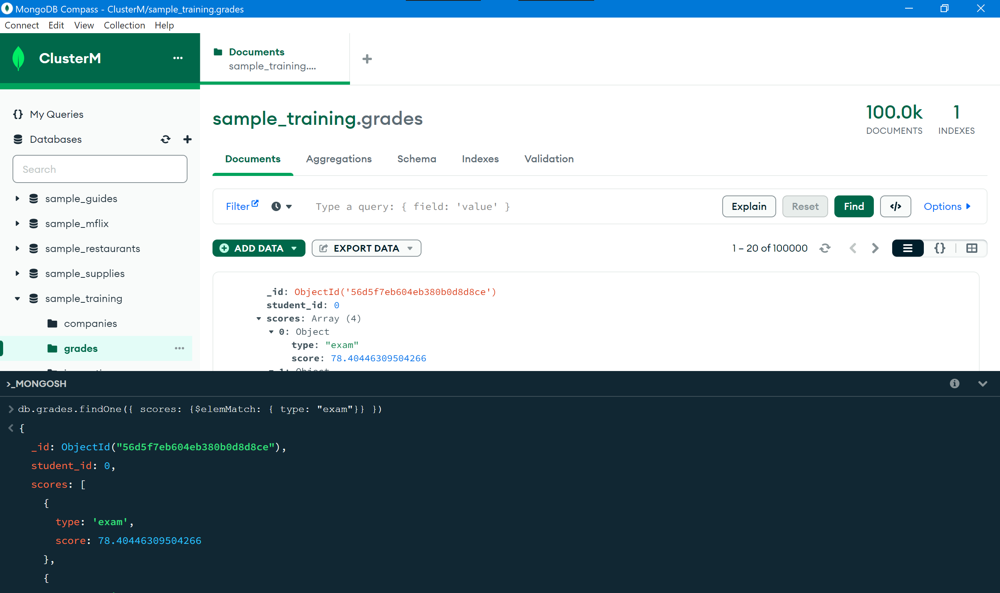 MongoDB Compass - ClusterM/sample_training.grades
Connect Edit View Collection Help
ClusterM
Documents
sample_training....
My Queries
Databases
Search
sample_guides
sample_mflix
sample_restaurants
sample_supplies
sample_training
companies
grades
sample_training.grades
100.0k
DOCUMENTS
1
INDEXES
Documents Aggregations Schema Indexes Validation
Filter Type a query: { field: 'value' } Explain Reset Find </> Options
ADD DATA EXPORT DATA 1 – 20 of 100000 {}
_id: ObjectId('56d5f7eb604eb380b0d8d8ce')
student_id: 0
scores: Array (4)
0: Object
type: "exam"
score: 78.40446309504266
1: Object
>_MONGOSH
> db.grades.findOne({ scores: {$elemMatch: { type: "exam"}} })
< {
_id: ObjectId("56d5f7eb604eb380b0d8d8ce"),
student_id: 0,
scores: [
{
type: 'exam',
score: 78.40446309504266
},
{